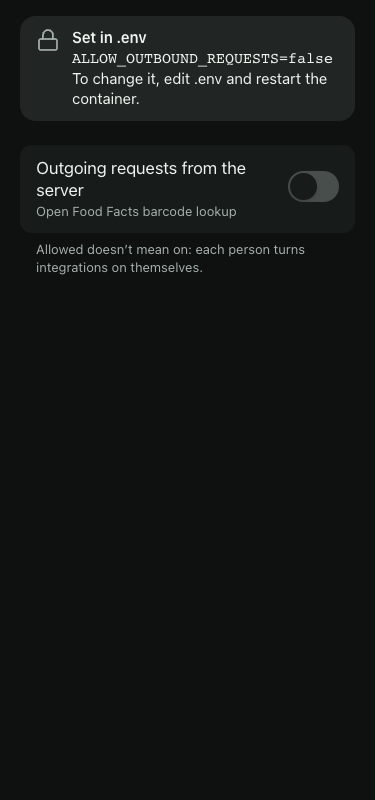 Set in .env
ALLOW_OUTBOUND_REQUESTS=false
To change it, edit .env and restart the
container.
Outgoing requests from the
server
Open Food Facts barcode lookup
Allowed doesn’t mean on: each person turns
integrations on themselves.